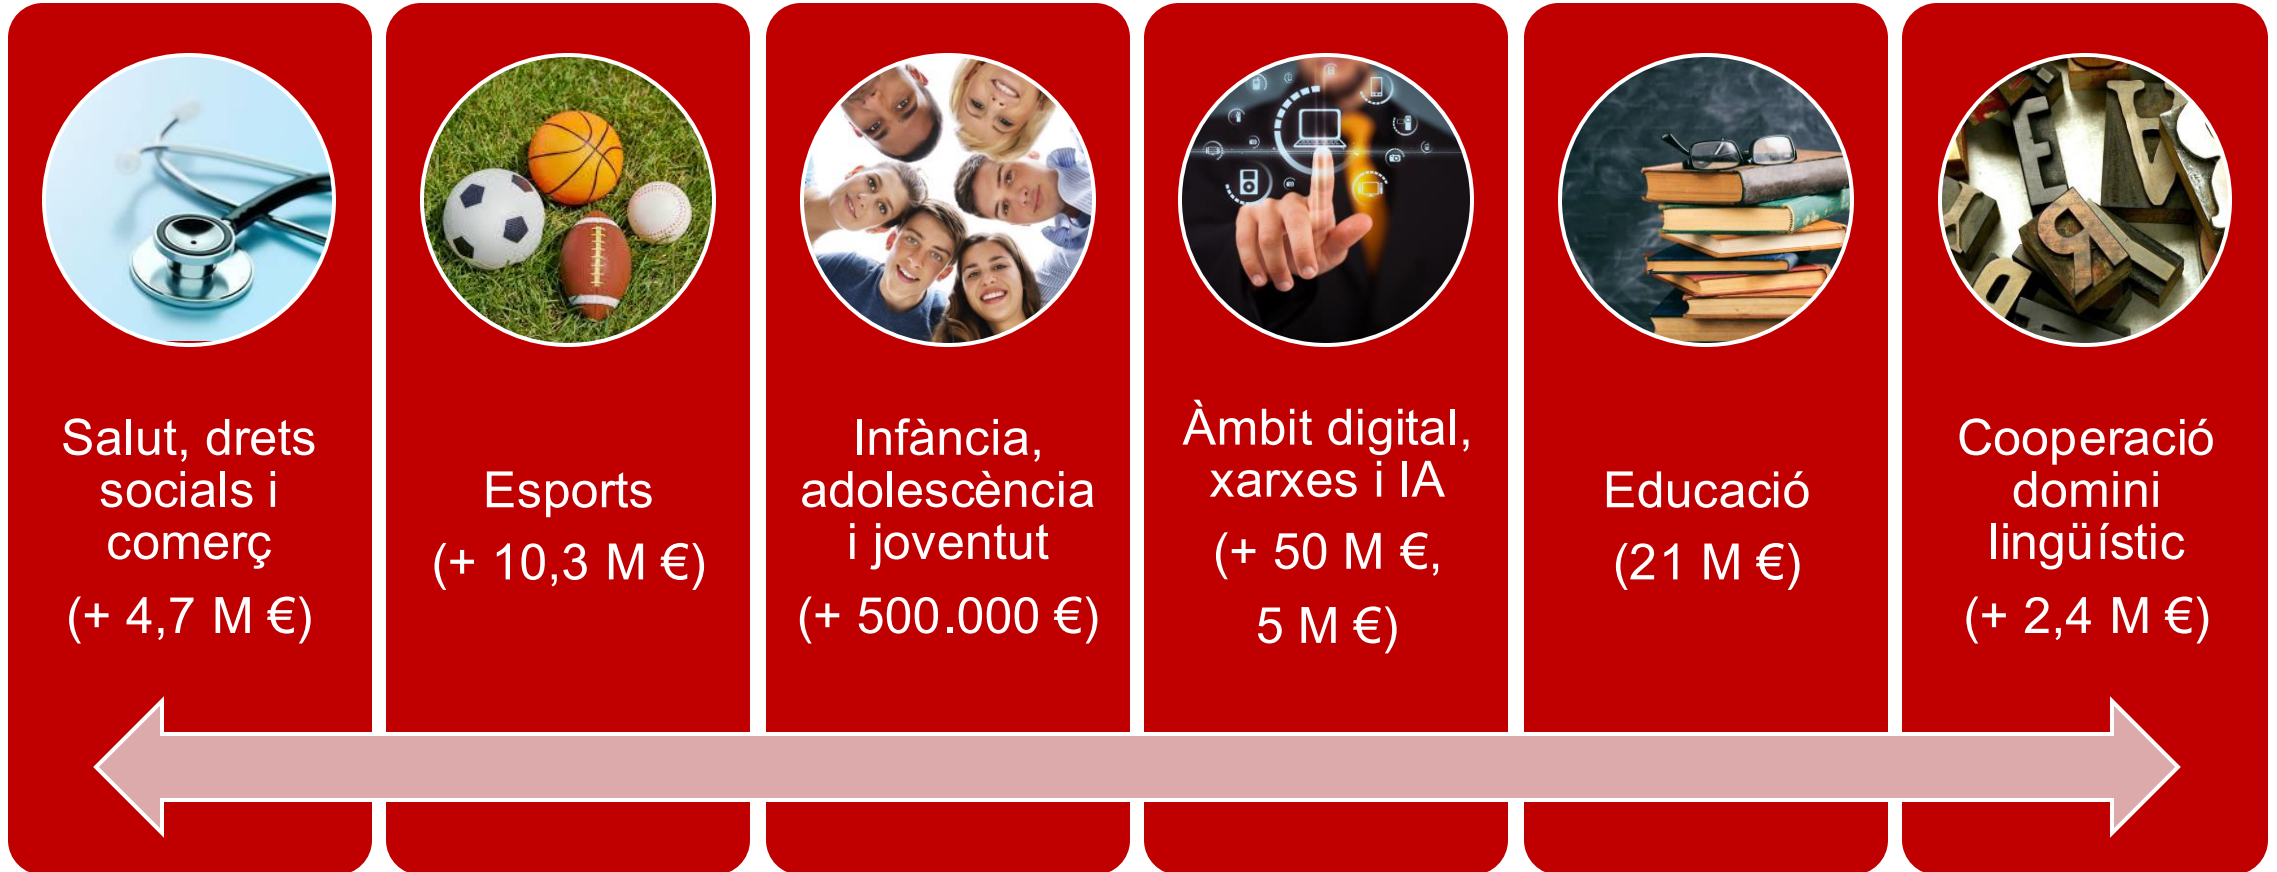 Salut, drets
socials i
comerç
(+ 4,7 M €)
Esports
(+ 10,3 M €)
Infància,
adolescència
i joventut
(+ 500.000 €)
Àmbit digital,
xarxes i IA
(+ 50 M €,
5 M €)
Educació
(21 M €)
Cooperació
domini
lingüístic
(+ 2,4 M €)